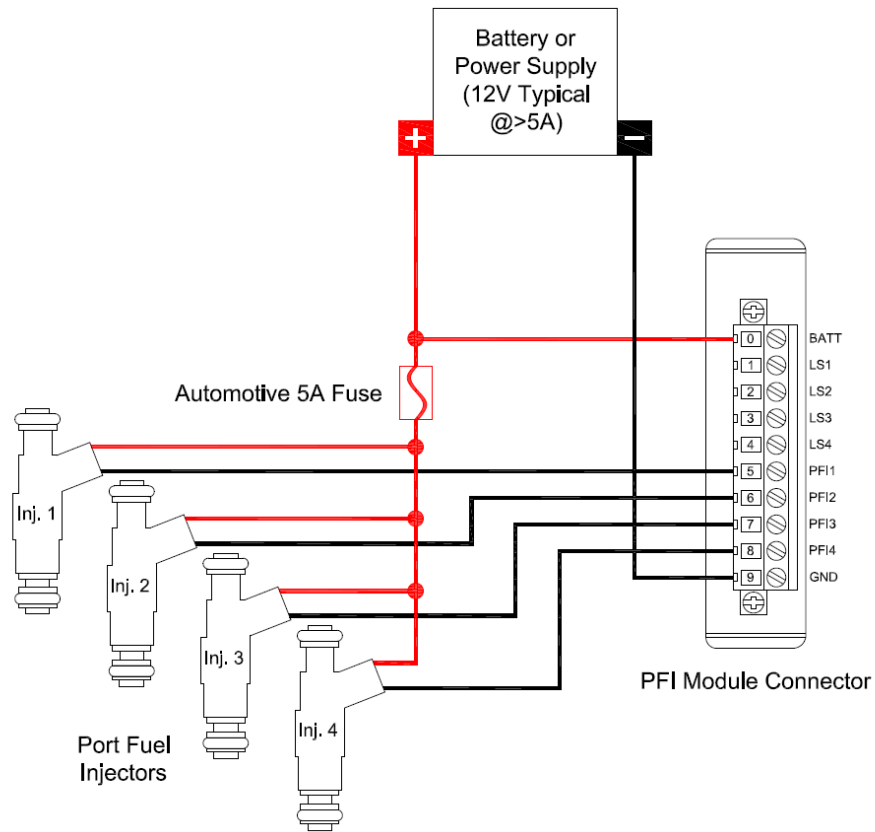 Battery or
Power Supply
(12V Typical
@>5A)
+
−
0 BATT
1 LS1
2 LS2
3 LS3
4 LS4
5 PFI1
6 PFI2
7 PFI3
8 PFI4
9 GND
Automotive 5A Fuse
Inj. 1
Inj. 2
Inj. 3
Inj. 4
PFI Module Connector
Port Fuel
Injectors